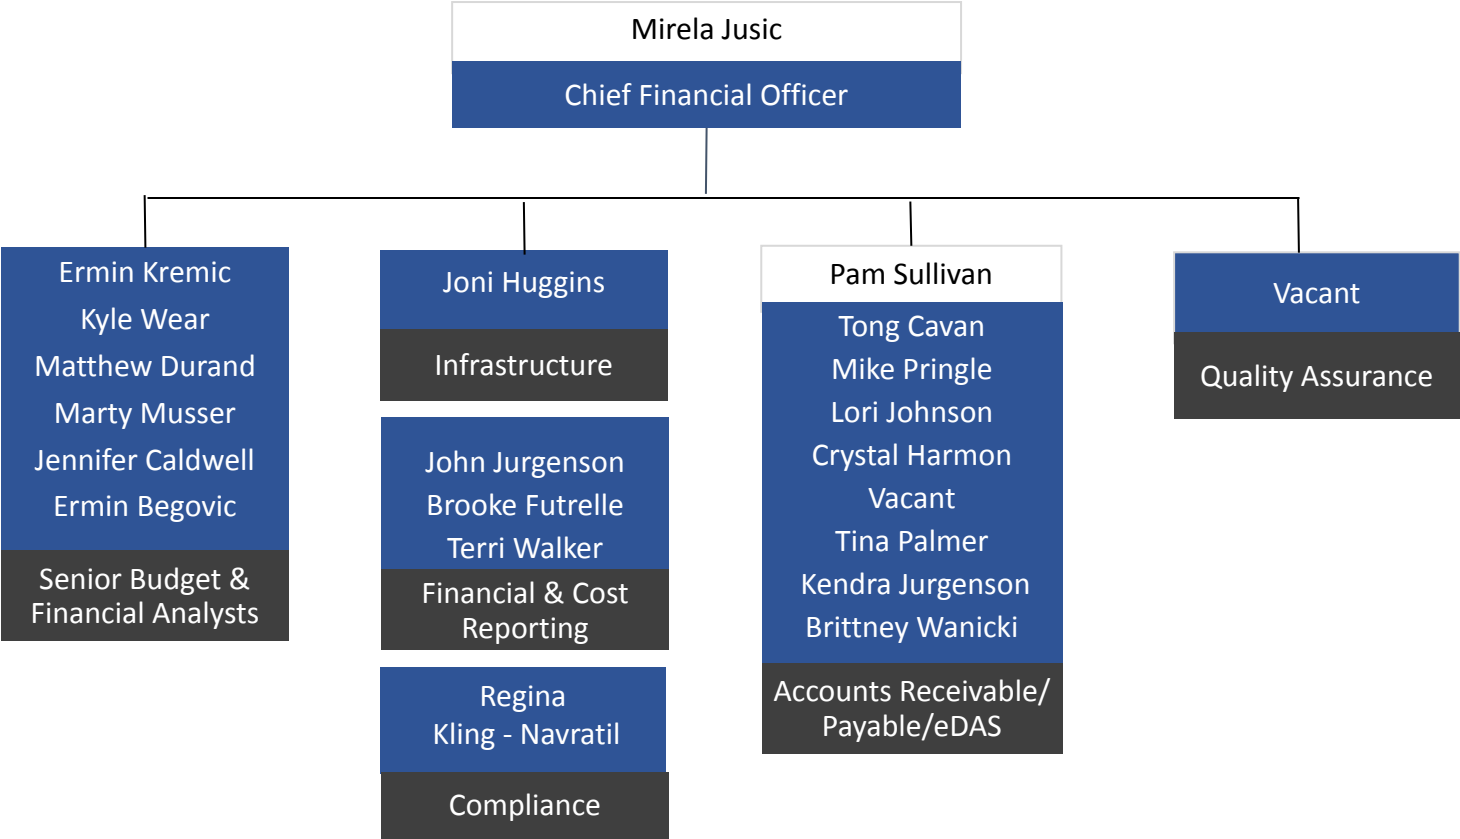 Mirela Jusic
Chief Financial Officer
Ermin Kremic
Kyle Wear
Matthew Durand
Marty Musser
Jennifer Caldwell
Ermin Begovic
Senior Budget &
Financial Analysts
Joni Huggins
Infrastructure
John Jurgenson
Brooke Futrelle
Terri Walker
Financial & Cost
Reporting
Regina
Kling - Navratil
Compliance
Pam Sullivan
Tong Cavan
Mike Pringle
Lori Johnson
Crystal Harmon
Vacant
Tina Palmer
Kendra Jurgenson
Brittney Wanicki
Accounts Receivable/
Payable/eDAS
Vacant
Quality Assurance